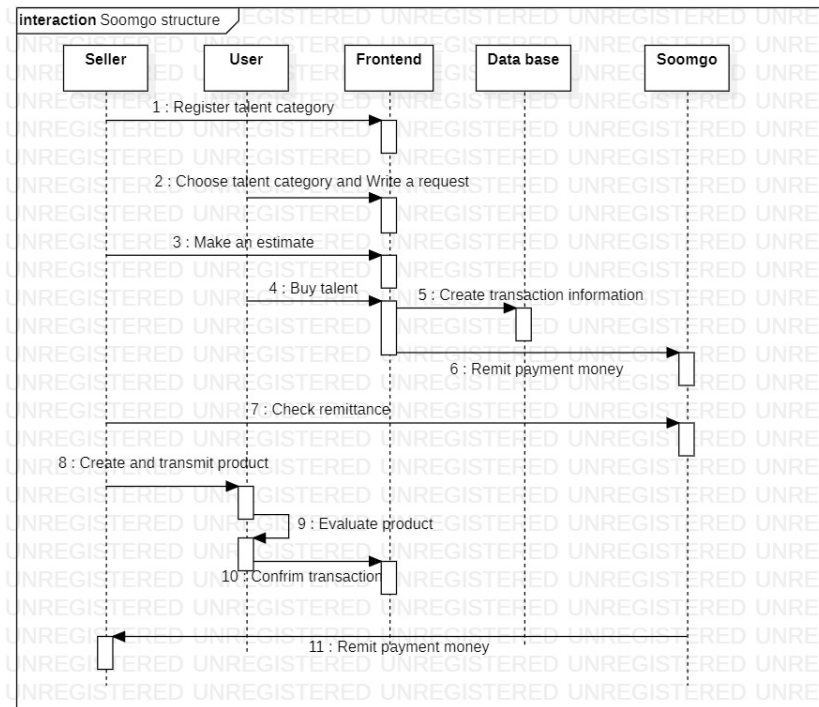 interaction Soomgo structure
Seller
User
Frontend
Data base
Soomgo
1 : Register talent category
2 : Choose talent category and Write a request
3 : Make an estimate
4 : Buy talent
5 : Create transaction information
6 : Remit payment money
7 : Check remittance
8 : Create and transmit product
9 : Evaluate product
10 : Confrim transaction
11 : Remit payment money
UNREGISTERED